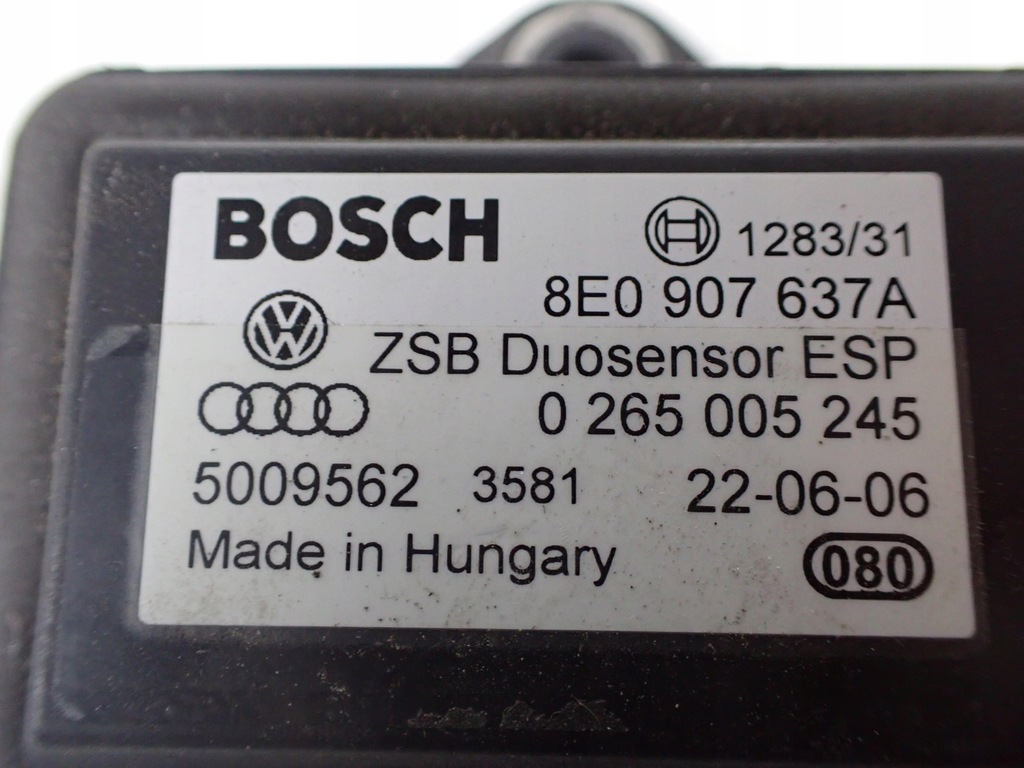 BOSCH 1283/31
8E0 907 637A
ZSB Duosensor ESP
0 265 005 245
5009562 3581 22-06-06
Made in Hungary 080